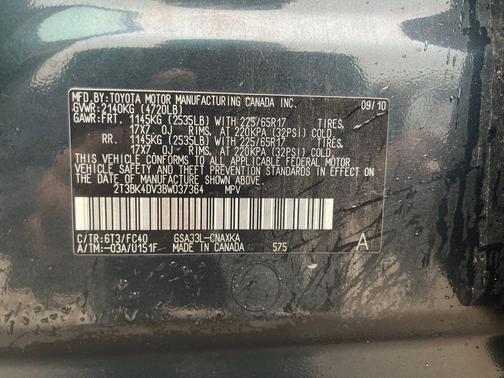 MFD.BY:TOYOTA MOTOR MANUFACTURING CANADA INC. 09/10
GVWR:2140KG (4720LB)
GAWR:FRT. 1145KG (2535LB) WITH 225/65R17 TIRES,
17X7. 0J RIMS, AT 220KPA (32PSI) COLD.
RR. 1145KG (2535LB) WITH 225/65R17 TIRES,
17X7. 0J RIMS, AT 220KPA (32PSI) COLD.
THIS VEHICLE CONFORMS TO ALL APPLICABLE FEDERAL MOTOR
VEHICLE SAFETY AND THEFT PREVENTION STANDARDS IN
EFFECT ON THE DATE OF MANUFACTURE SHOWN ABOVE.
2T3BK4DV3BW037364 MPV
C/TR:6T3/FC40 GSA33L-CNAXKA A
A/TM:-03A/U151F MADE IN CANADA 575